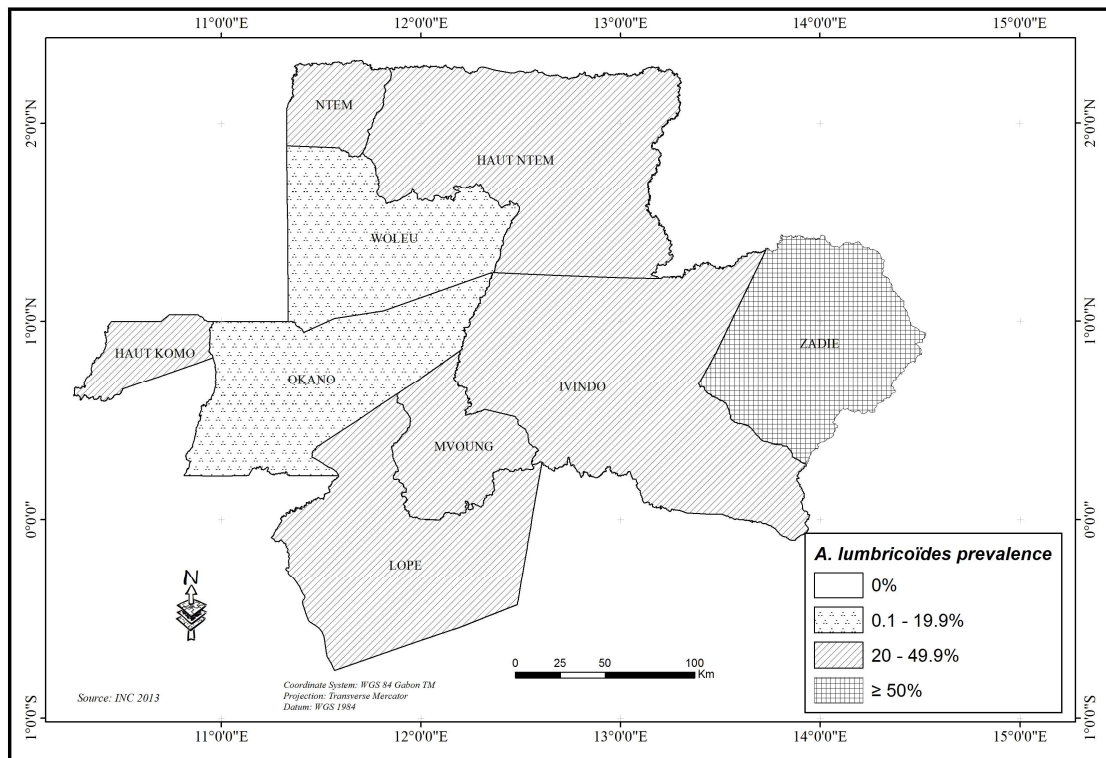 11°0'0"E 12°0'0"E 13°0'0"E 14°0'0"E 15°0'0"E
2°0'0"N 2°0'0"N
NTEM
HAUT NTEM
WOLEU
1°0'0"N 1°0'0"N
HAUT KOMO
ZADIE
OKANO
IVINDO
MVOUNG
0°0'0" 0°0'0"
LOPE
A. lumbricoïdes prevalence
0%
0.1 - 19.9%
20 - 49.9%
≥ 50%
N
0 25 50 100
Km
Source: INC 2013
Coordinate System: WGS 84 Gabon TM
Projection: Transverse Mercator
Datum: WGS 1984
1°0'0"S 1°0'0"S
11°0'0"E 12°0'0"E 13°0'0"E 14°0'0"E 15°0'0"E